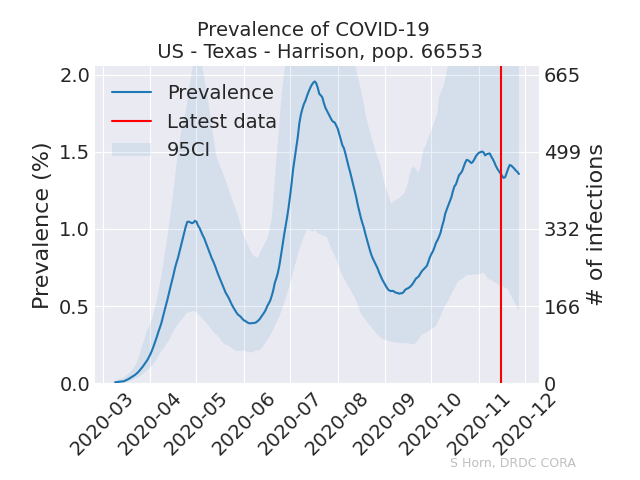 Prevalence of COVID-19
US - Texas - Harrison, pop. 66553
Prevalence (%)
2.0
1.5
1.0
0.5
0.0
Prevalence
Latest data
95CI
665
499
332
166
0
# of infections
2020-03
2020-04
2020-05
2020-06
2020-07
2020-08
2020-09
2020-10
2020-11
2020-12
S Horn, DRDC CORA